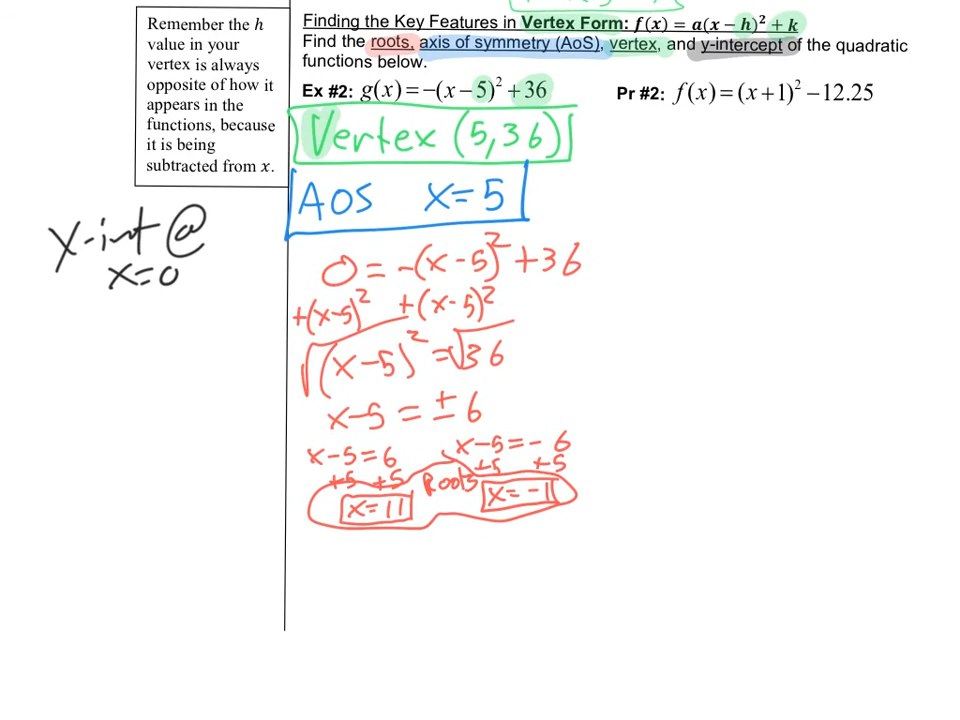 Remember the h
value in your
vertex is always
opposite of how it
appears in the
functions, because
it is being
subtracted from x.
Finding the Key Features in Vertex Form: f(x) = a(x − h)² + k
Find the roots, axis of symmetry (AoS), vertex, and y-intercept of the quadratic
functions below.
Ex #2: g(x)=−(x−5)² +36
Pr #2: f(x)=(x+1)² −12.25
Vertex (5,36)
AOS x=5
y-int @
x=0
0 = -(x-5)² +36
+(x-5)² +(x-5)²
√(x-5)² = √36
x-5 = ± 6
x-5=6 x-5=-6
+5 +5 +5 +5
Roots
x=11 x=-1